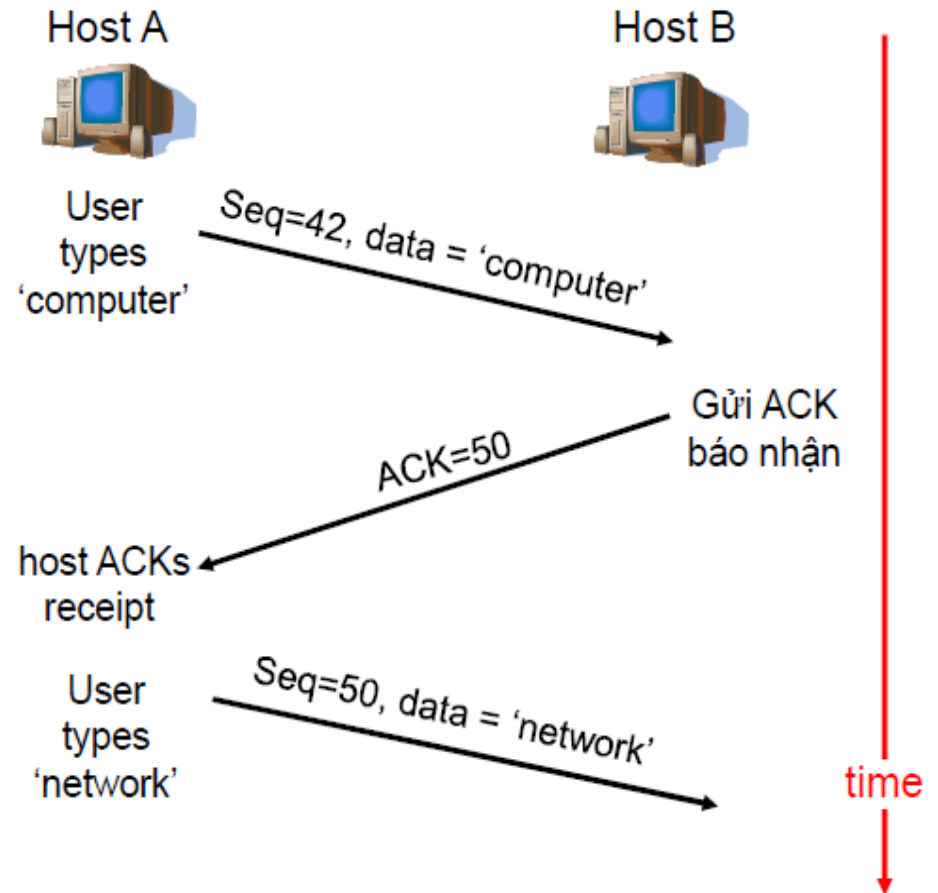 Host A
Host B
User
types
‘computer’
Seq=42, data = ‘computer’
Gửi ACK
báo nhận
ACK=50
host ACKs
receipt
User
types
‘network’
Seq=50, data = ‘network’
time